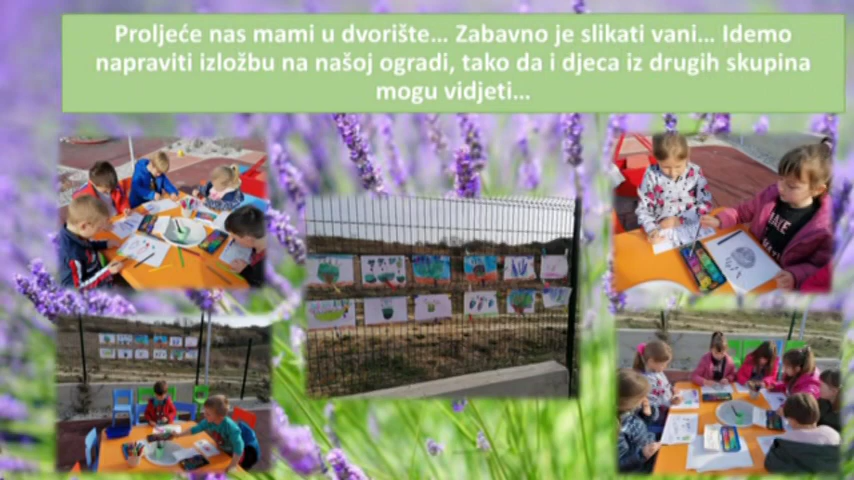 Proljeće nas mami u dvorište... Zabavno je slikati vani... Idemo
napraviti izložbu na našoj ogradi, tako da i djeca iz drugih skupina
mogu vidjeti...